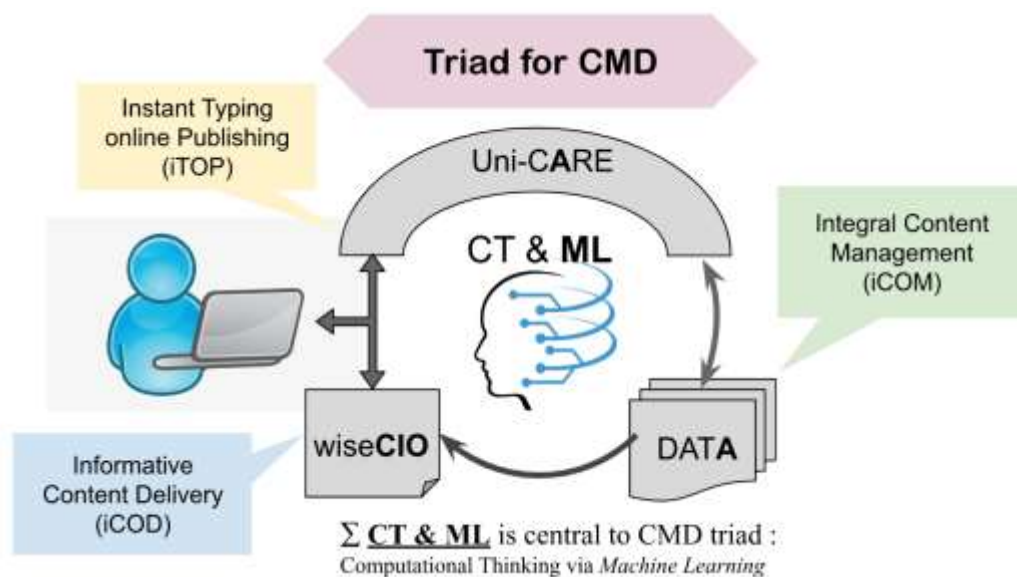 Triad for CMD
Instant Typing
online Publishing
(iTOP)
Uni-CARE
Integral Content
Management
(iCOM)
CT & ML
wiseCIO
DATA
Informative
Content Delivery
(iCOD)
∑ CT & ML is central to CMD triad :
Computational Thinking via Machine Learning